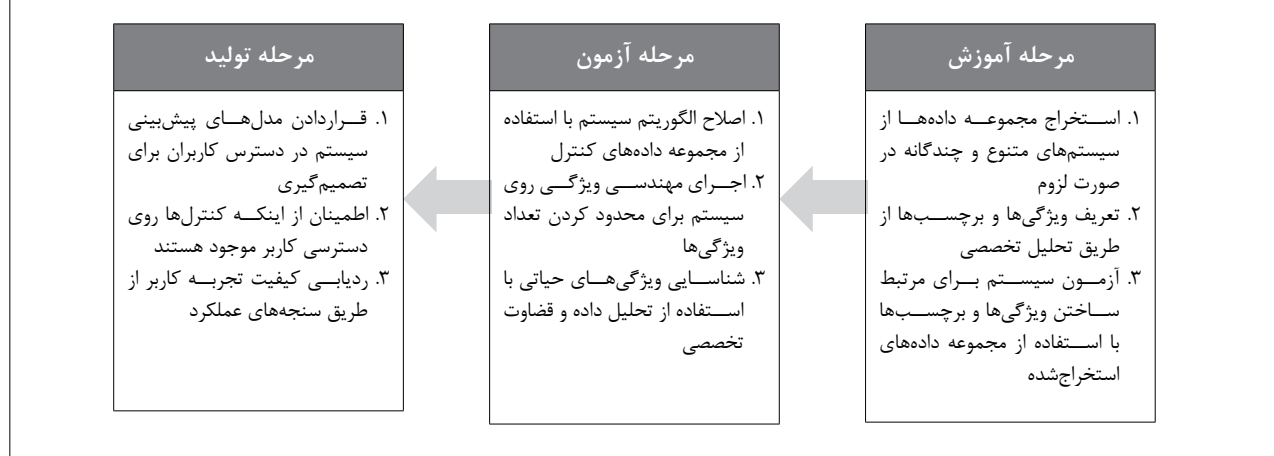 مرحله آموزش
۱. استخراج مجموعه داده‌ها از
سیستم‌های متنوع و چندگانه در
صورت لزوم
۲. تعریف ویژگی‌ها و برچسب‌ها از
طریق تحلیل تخصصی
۳. آزمون سیستم برای مرتبط
ساختن ویژگی‌ها و برچسب‌ها
با استفاده از مجموعه داده‌های
استخراج‌شده
مرحله آزمون
۱. اصلاح الگوریتم سیستم با استفاده
از مجموعه داده‌های کنترل
۲. اجرای مهندسی ویژگی روی
سیستم برای محدود کردن تعداد
ویژگی‌ها
۳. شناسایی ویژگی‌های حیاتی با
استفاده از تحلیل داده و قضاوت
تخصصی
مرحله تولید
۱. قراردادن مدل‌های پیش‌بینی
سیستم در دسترس کاربران برای
تصمیم‌گیری
۲. اطمینان از اینکه کنترل‌ها روی
دسترسی کاربر موجود هستند
۳. ردیابی کیفیت تجربه کاربر از
طریق سنجه‌های عملکرد